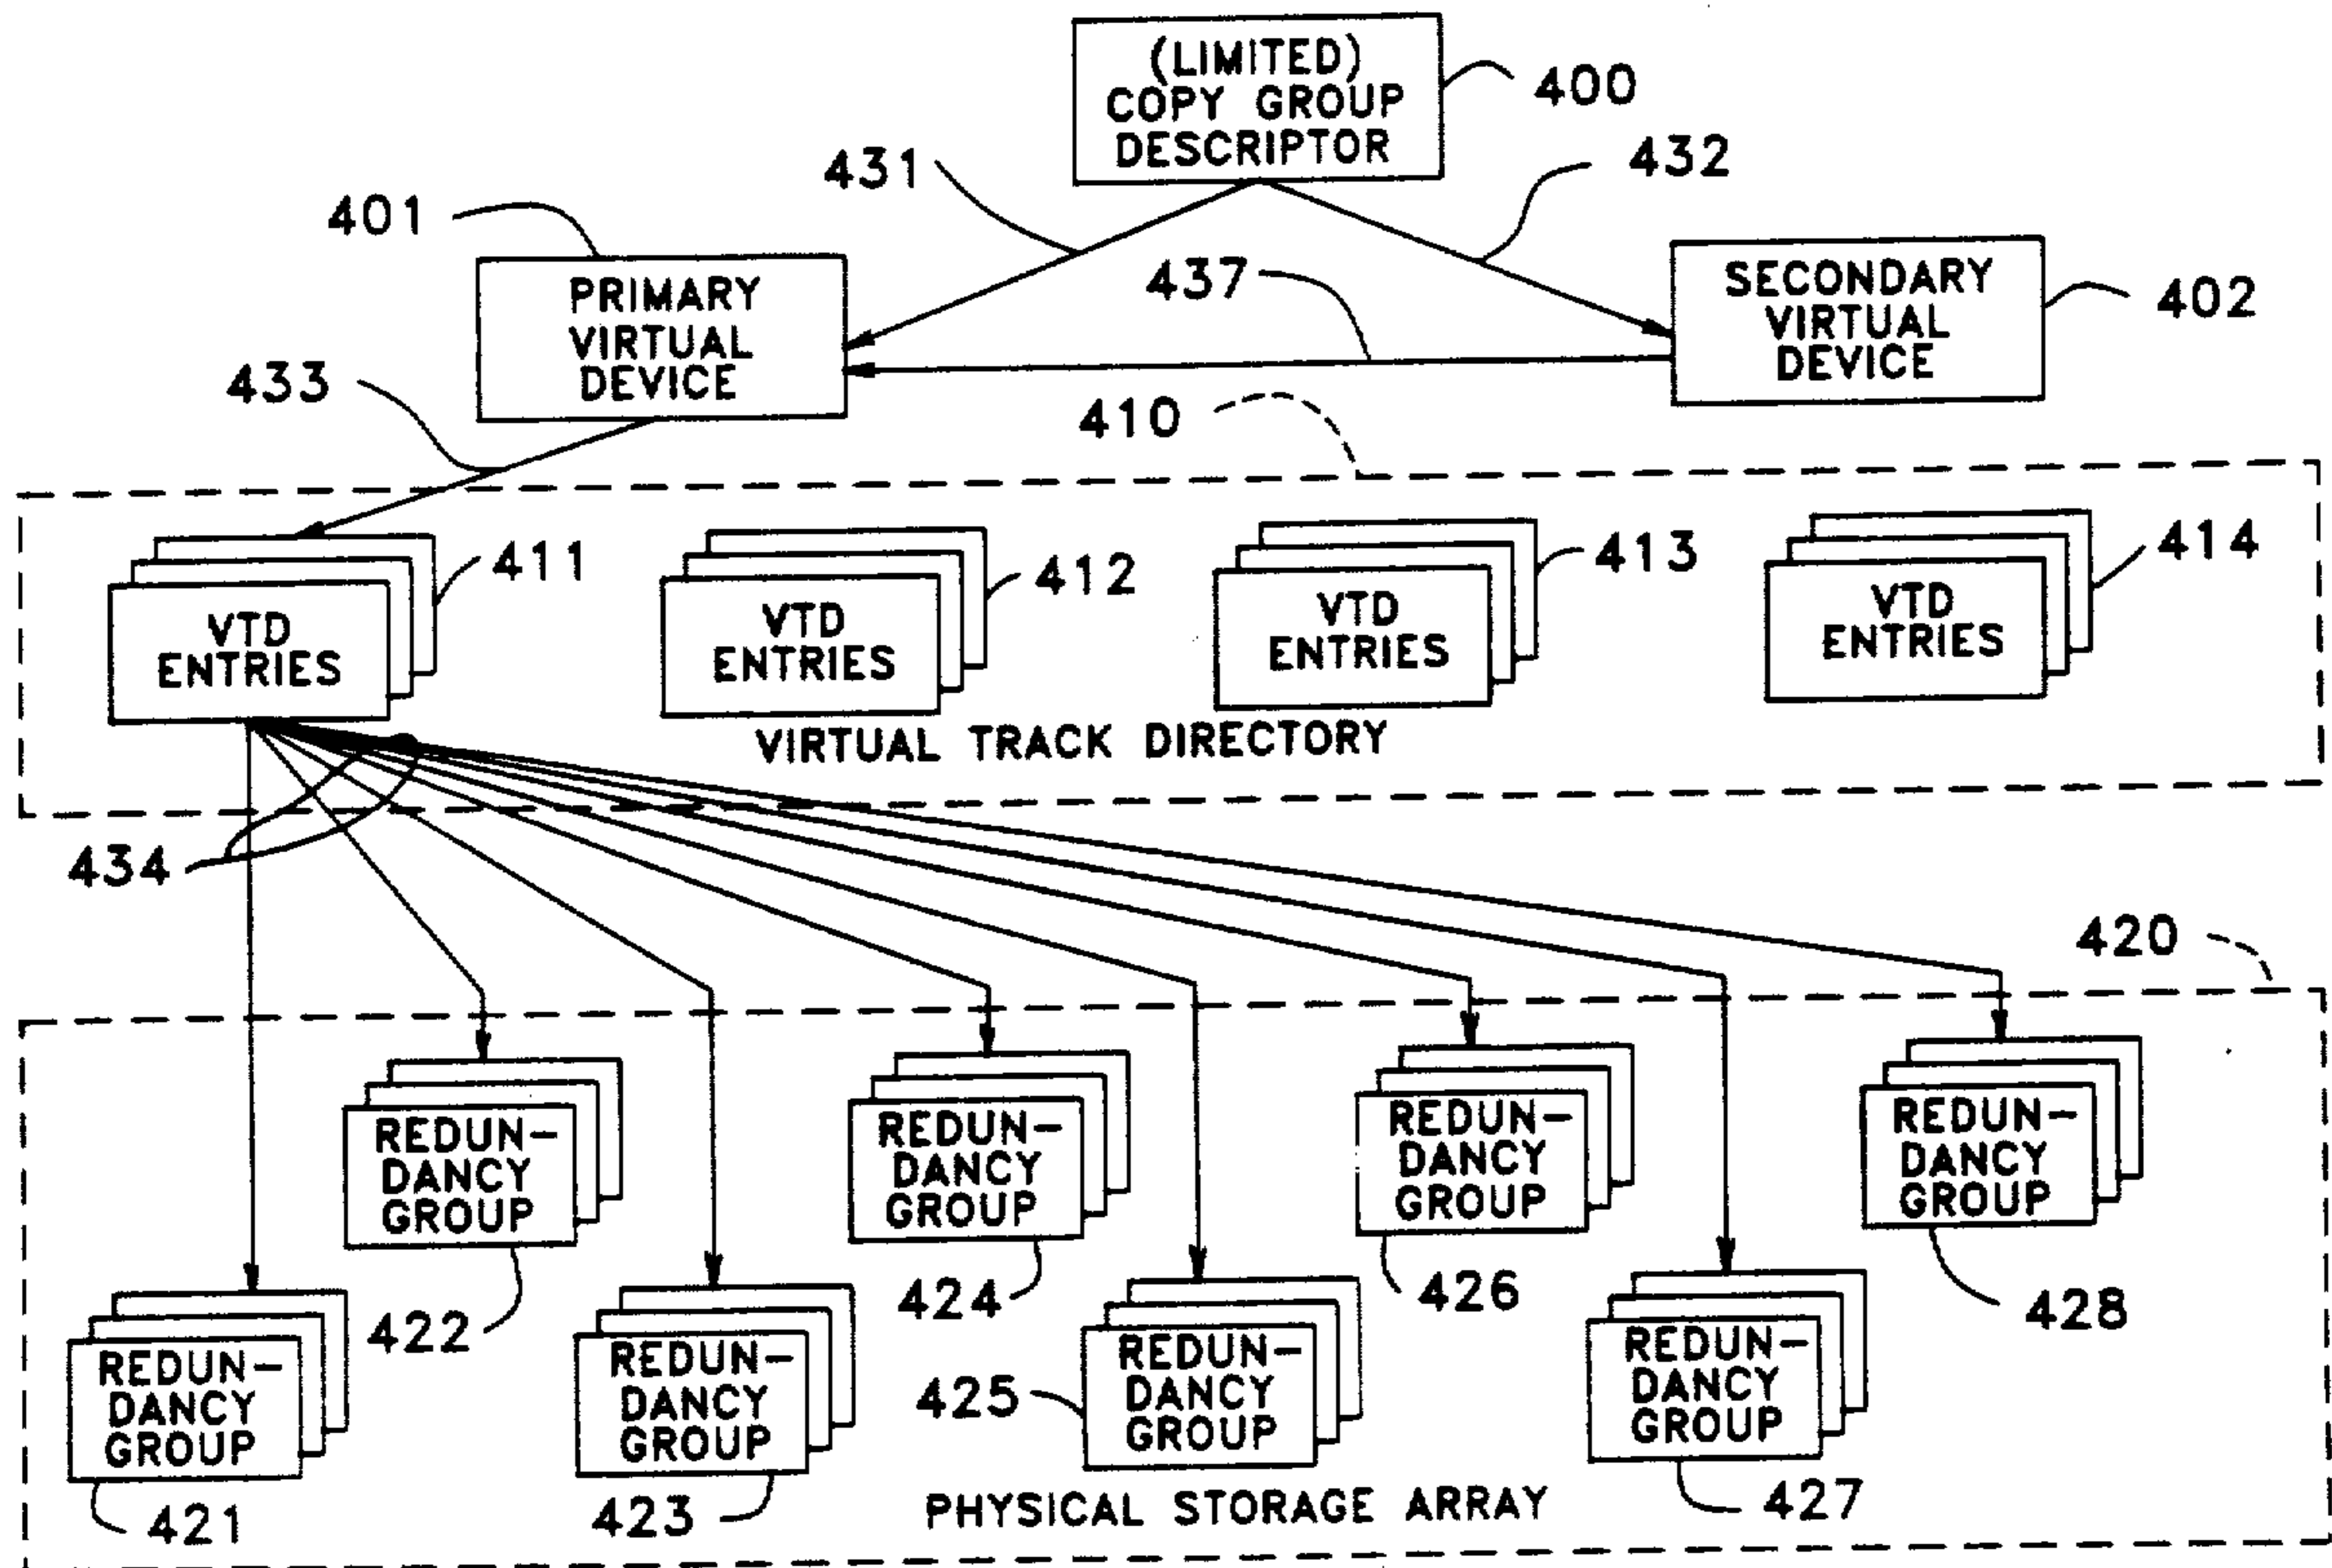 (LIMITED)
COPY GROUP
DESCRIPTOR
400
431
432
401
PRIMARY
VIRTUAL
DEVICE
437
SECONDARY
VIRTUAL
DEVICE
402
433
410
VTD
ENTRIES
411
VTD
ENTRIES
412
VTD
ENTRIES
413
VTD
ENTRIES
414
VIRTUAL TRACK DIRECTORY
434
420
REDUN-
DANCY
GROUP
422
REDUN-
DANCY
GROUP
424
REDUN-
DANCY
GROUP
426
REDUN-
DANCY
GROUP
428
REDUN-
DANCY
GROUP
421
REDUN-
DANCY
GROUP
423
REDUN-
DANCY
GROUP
425
REDUN-
DANCY
GROUP
427
PHYSICAL STORAGE ARRAY